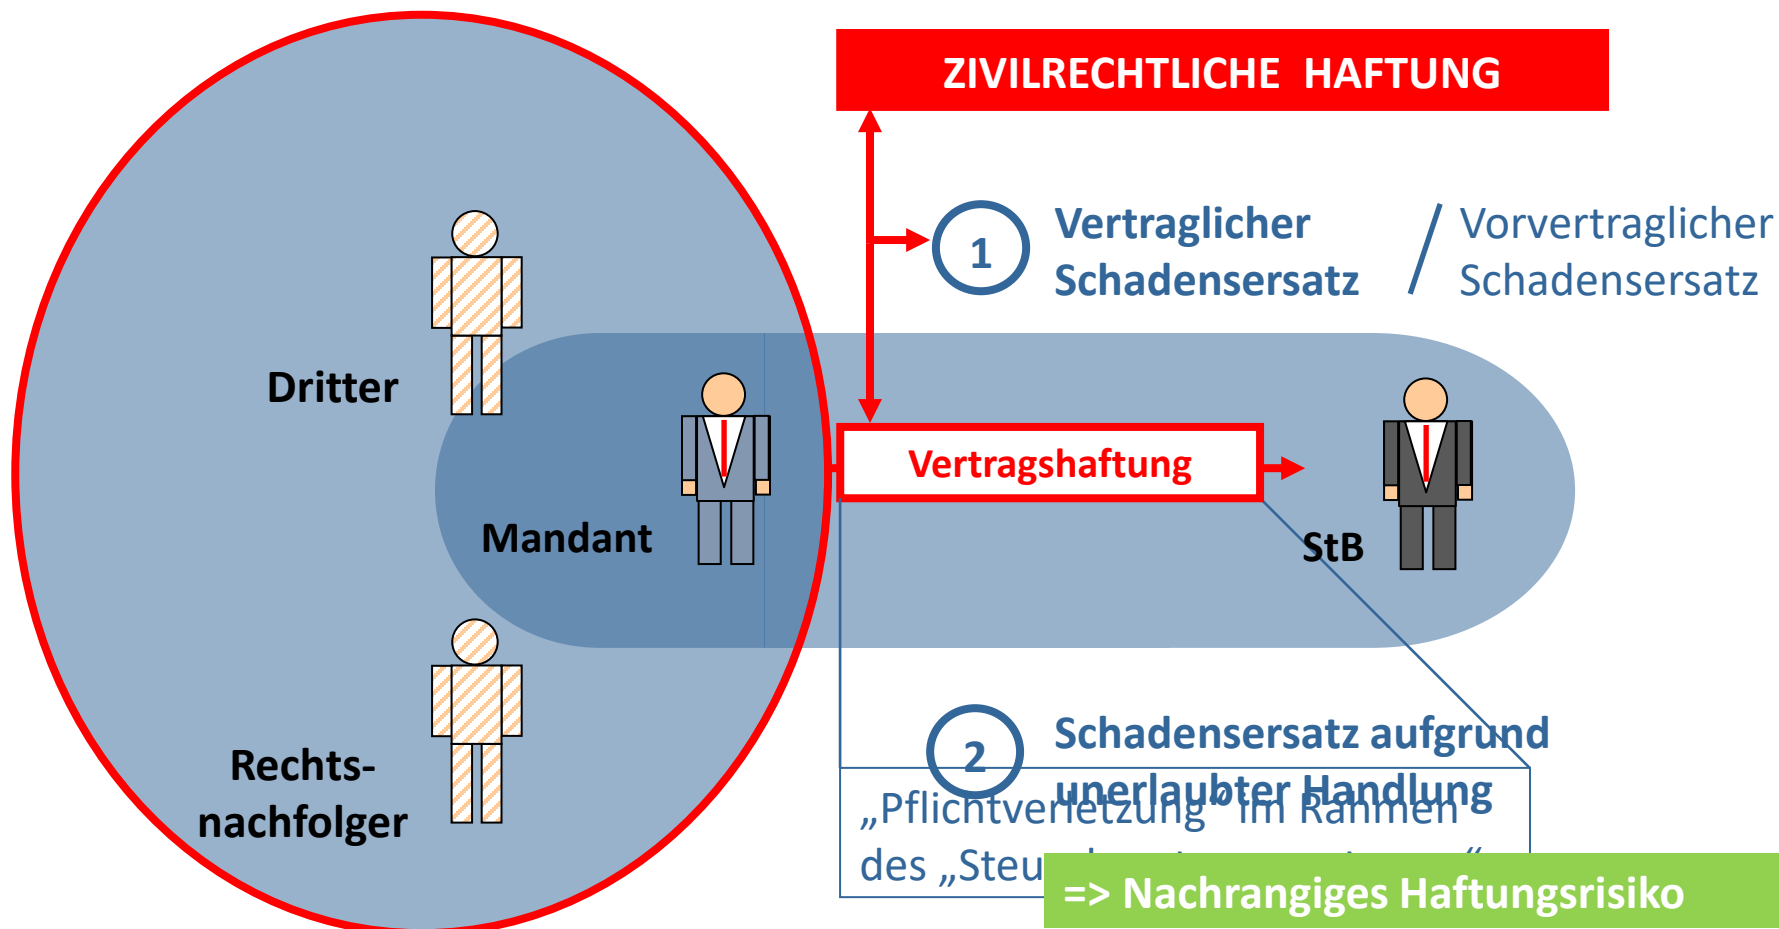 ZIVILRECHTLICHE HAFTUNG
1
Vertraglicher
Schadensersatz
/
Vorvertraglicher
Schadensersatz
Dritter
Vertragshaftung
Mandant
StB
2
Schadensersatz aufgrund
unerlaubter Handlung
Rechts-
nachfolger
„Pflichtverletzung“ im Rahmen
des
=> Nachrangiges Haftungsrisiko